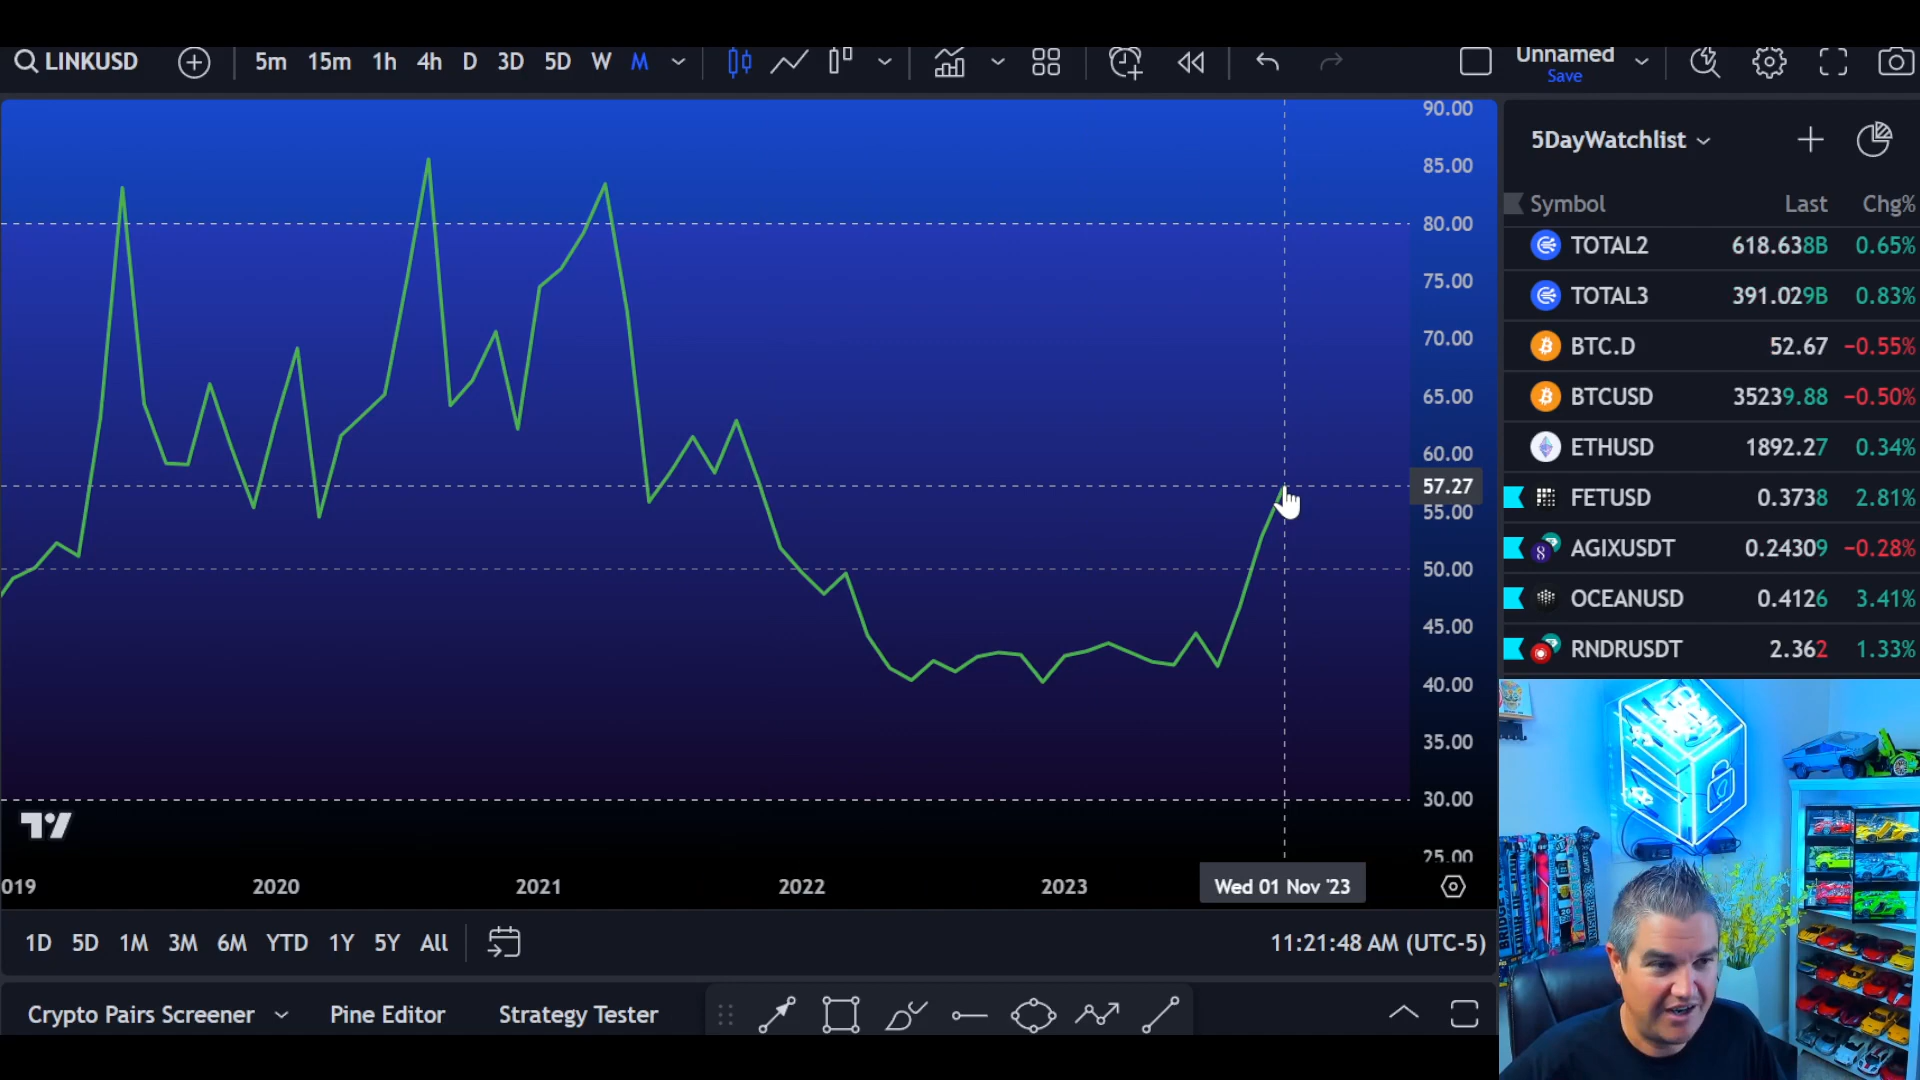 LINKUSD 5m 15m 1h 4h D 3D 5D W M Unnamed
Save
90.00
85.00
80.00
75.00
70.00
65.00
60.00
57.27
55.00
50.00
45.00
40.00
35.00
30.00
25.00
019 2020 2021 2022 2023 Wed 01 Nov '23
1D 5D 1M 3M 6M YTD 1Y 5Y All 11:21:48 AM (UTC-5)
Crypto Pairs Screener Pine Editor Strategy Tester
5DayWatchlist
Symbol Last Chg%
TOTAL2 618.638B 0.65%
TOTAL3 391.029B 0.83%
BTC.D 52.67 −0.55%
BTCUSD 35239.88 −0.50%
ETHUSD 1892.27 0.34%
FETUSD 0.3738 2.81%
AGIXUSDT 0.24309 −0.28%
OCEANUSD 0.4126 3.41%
RNDRUSDT 2.362 1.33%